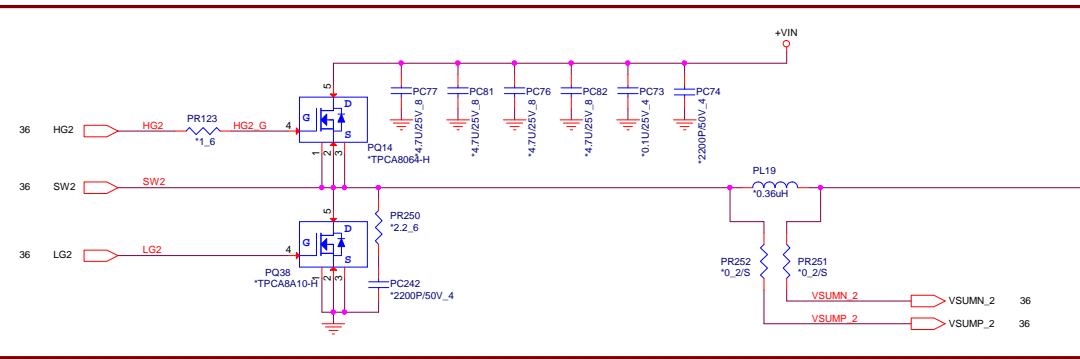 +VIN
5
PC77
*4.7U/25V_8
PC81
*4.7U/25V_8
PC76
*4.7U/25V_8
PC82
*4.7U/25V_8
PC73
*0.1U/25V_4
PC74
*2200P/50V_4
36 HG2
HG2
PR123
*1_6
HG2_G
4
G
D
S
1
2
3
PQ14
*TPCA8064-H
36 SW2
SW2
PL19
*0.36uH
5
PR250
*2.2_6
36 LG2
LG2
4
G
D
S
1
2
3
PQ38
*TPCA8A10-H
PC242
*2200P/50V_4
PR252
*0_2/S
PR251
*0_2/S
VSUMN_2
VSUMN_2 36
VSUMP_2
VSUMP_2 36